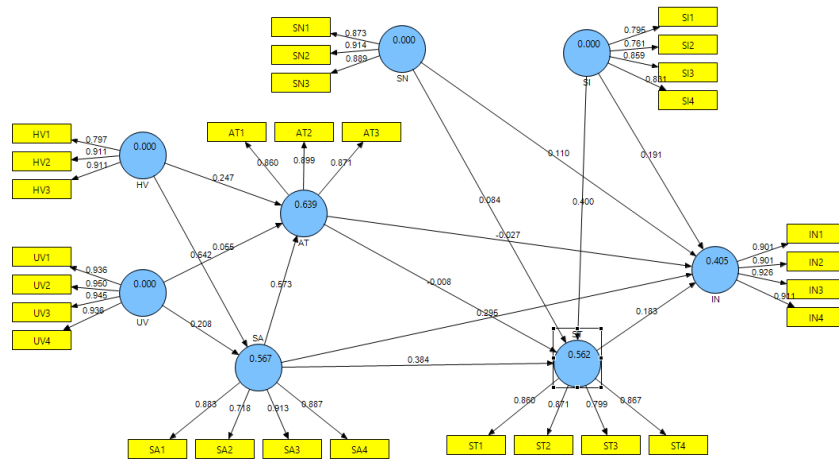 SN1
SN2
SN3
0.873
0.914
0.889
0.000
SN
0.000
SI
0.795
0.761
0.859
0.831
SI1
SI2
SI3
SI4
HV1
HV2
HV3
0.797
0.911
0.911
0.000
HV
AT1
AT2
AT3
0.860
0.899
0.871
0.247
0.639
AT
0.110
0.191
0.084
0.400
-0.027
UV1
UV2
UV3
UV4
0.936
0.950
0.945
0.936
0.000
UV
0.055
0.642
0.573
0.208
-0.008
0.295
0.183
0.405
IN
0.901
0.901
0.926
0.911
IN1
IN2
IN3
IN4
SA
0.567
0.384
ST
0.562
0.883
0.718
0.913
0.887
SA1
SA2
SA3
SA4
0.860
0.871
0.799
0.867
ST1
ST2
ST3
ST4